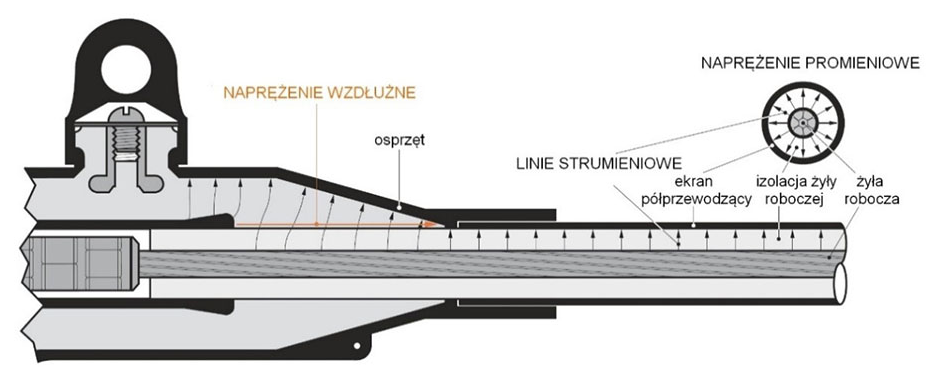 NAPRĘŻENIE PROMIENIOWE
NAPRĘŻENIE WZDŁUŻNE
osprzęt
LINIE STRUMIENIOWE
ekran
półprzewodzący
izolacja żyły
roboczej
żyła
robocza